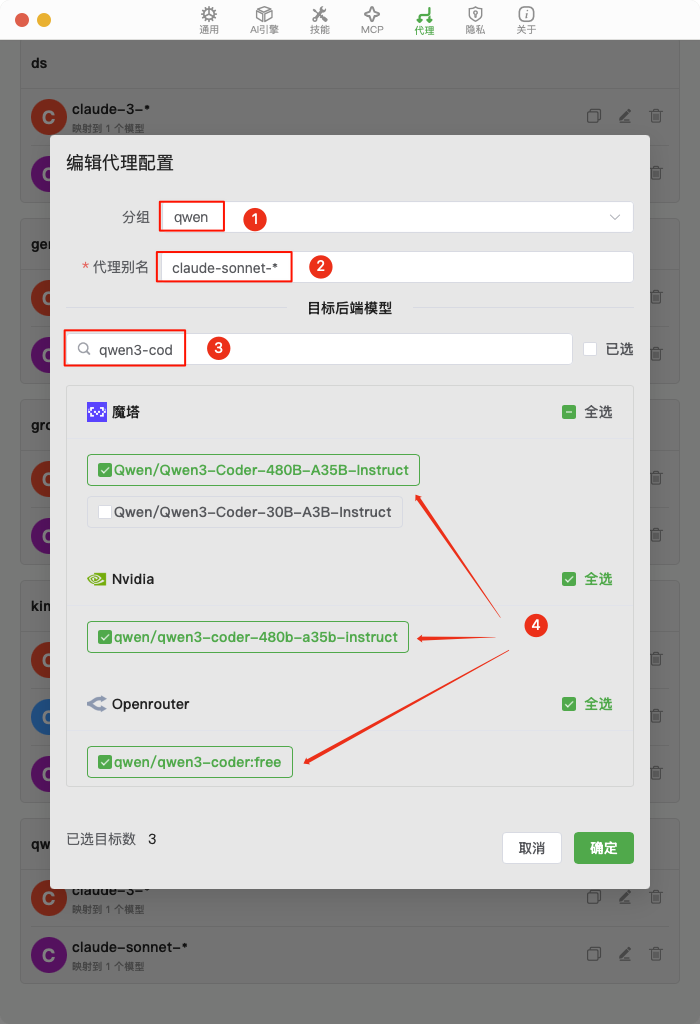 通用
AI引擎
技能
MCP
代理
隐私
关于
ds
C
claude-3-*
映射到 1 个模型
编辑代理配置
分组
qwen
1
* 代理别名
claude-sonnet-*
2
目标后端模型
qwen3-cod
3
已选
魔塔
全选
Qwen/Qwen3-Coder-480B-A35B-Instruct
Qwen/Qwen3-Coder-30B-A3B-Instruct
Nvidia
全选
4
qwen/qwen3-coder-480b-a35b-instruct
Openrouter
全选
qwen/qwen3-coder:free
已选目标数 3
取消
确定
C
claude-3-*
映射到 1 个模型
C
claude-sonnet-*
映射到 1 个模型